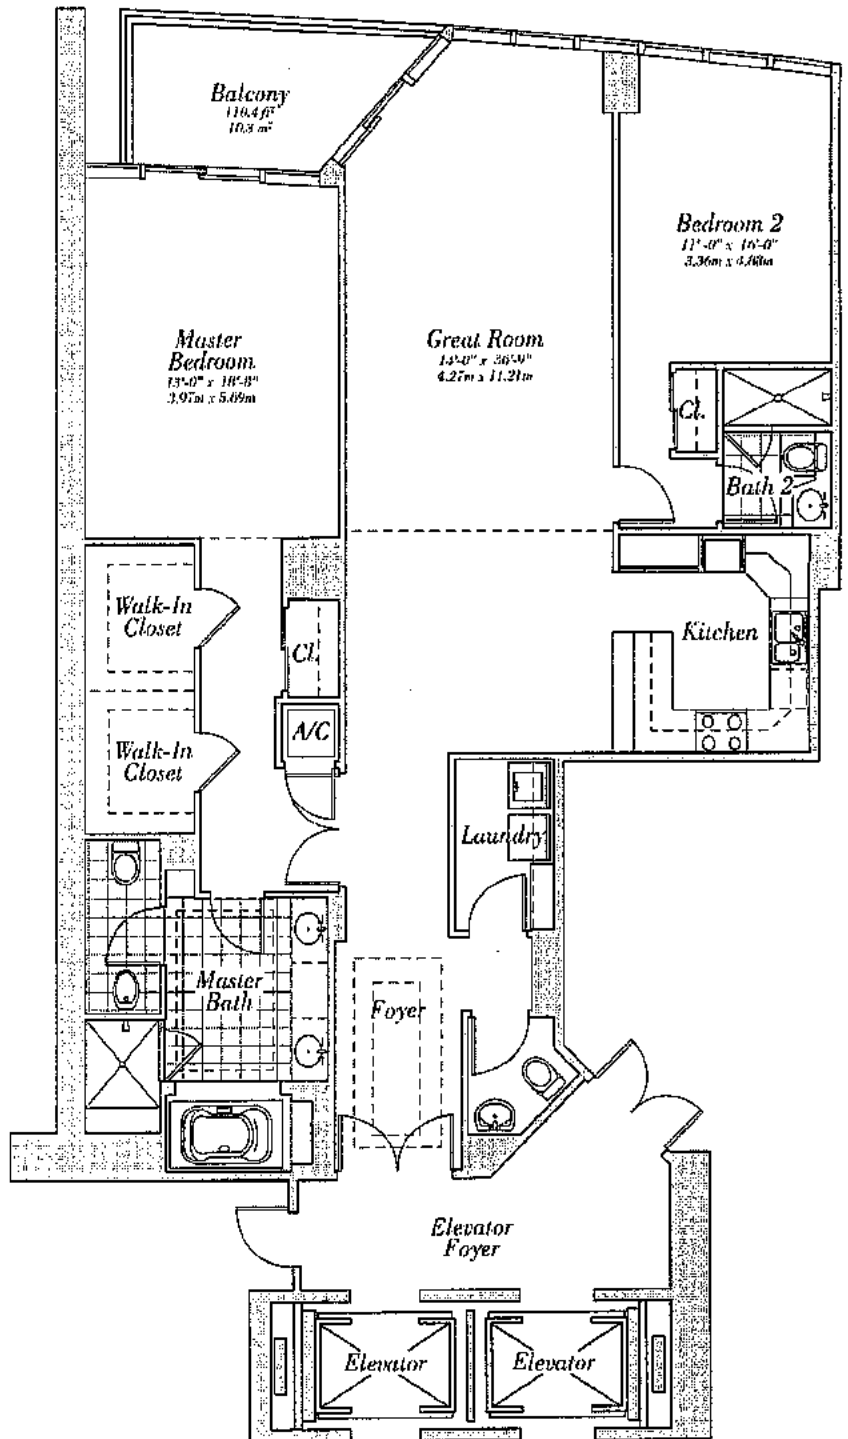 Balcony
110.4 ft²
10.3 m²
Bedroom 2
11'-0" x 16'-0"
3.36m x 4.88m
Master
Bedroom
13'-0" x 18'-8"
3.97m x 5.69m
Great Room
14'-0" x 36'-9"
4.27m x 11.21m
Cl.
Bath 2
Walk-In
Closet
Cl.
Kitchen
A/C
Walk-In
Closet
Laundry
Master
Bath
Foyer
Elevator
Foyer
Elevator
Elevator